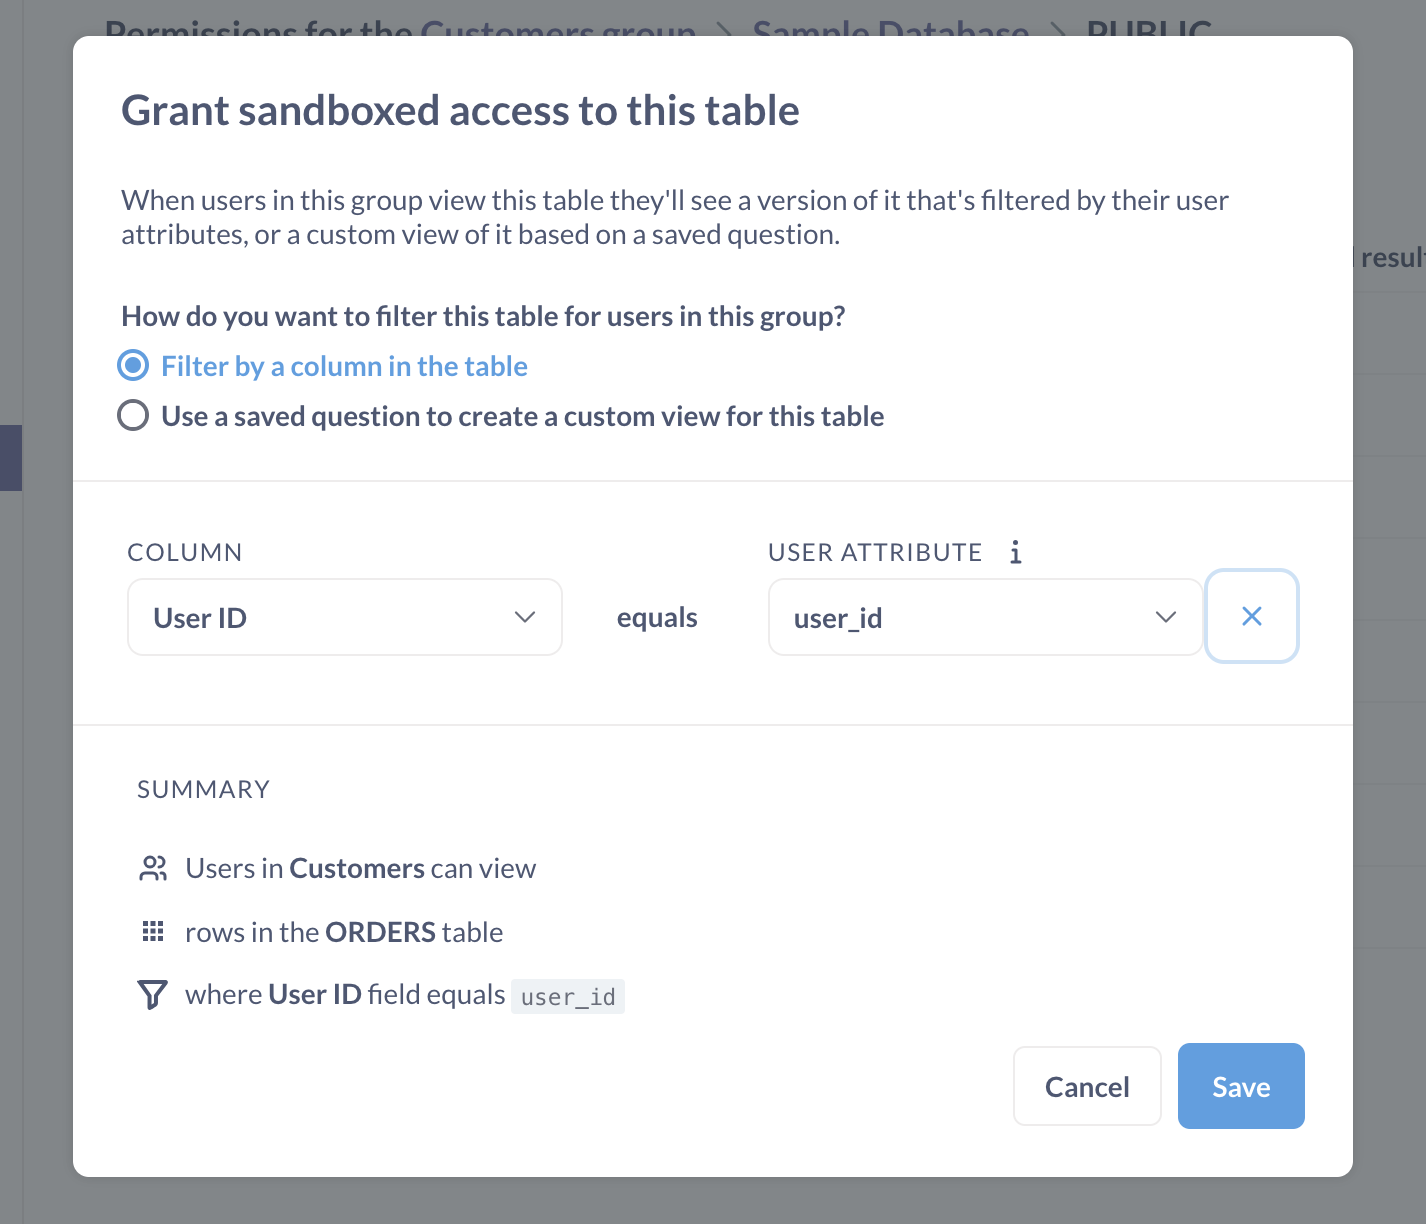 Permissions for the Customers group > Sample Database > PUBLIC
Grant sandboxed access to this table
When users in this group view this table they'll see a version of it that's filtered by their user
attributes, or a custom view of it based on a saved question.
How do you want to filter this table for users in this group?
Filter by a column in the table
Use a saved question to create a custom view for this table
COLUMN
USER ATTRIBUTE
User ID
equals
user_id
SUMMARY
Users in Customers can view
rows in the ORDERS table
where User ID field equals user_id
Cancel
Save